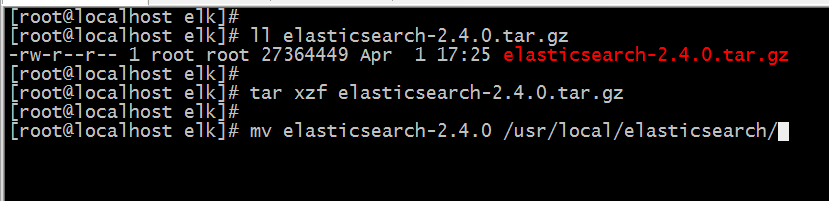 [root@localhost elk]#
[root@localhost elk]# ll elasticsearch-2.4.0.tar.gz
-rw-r--r-- 1 root root 27364449 Apr  1 17:25 elasticsearch-2.4.0.tar.gz
[root@localhost elk]#
[root@localhost elk]# tar xzf elasticsearch-2.4.0.tar.gz
[root@localhost elk]#
[root@localhost elk]# mv elasticsearch-2.4.0 /usr/local/elasticsearch/